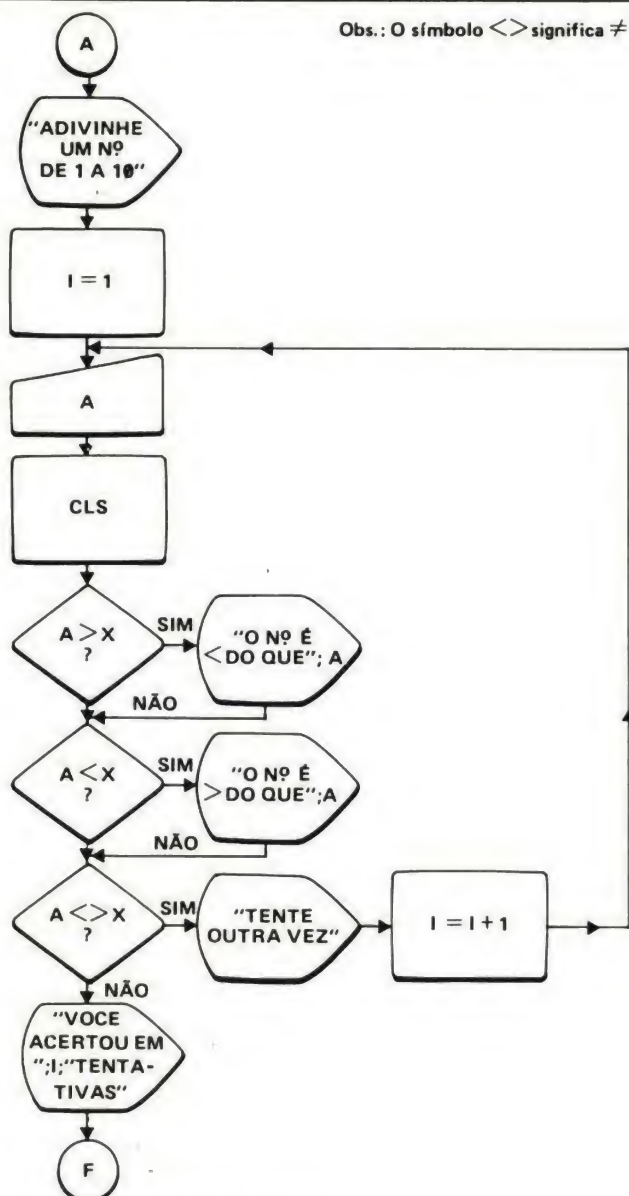 Obs.: O símbolo <> significa ≠
A
"ADIVINHE
UM Nº
DE 1 A 10"
I = 1
A
CLS
A > X
?
SIM
"O Nº É
< DO QUE"; A
NÃO
A < X
?
SIM
"O Nº É
> DO QUE";A
NÃO
A <> X
?
SIM
"TENTE
OUTRA VEZ"
I = I + 1
NÃO
"VOCE
ACERTOU EM
";I;"TENTA-
TIVAS"
F